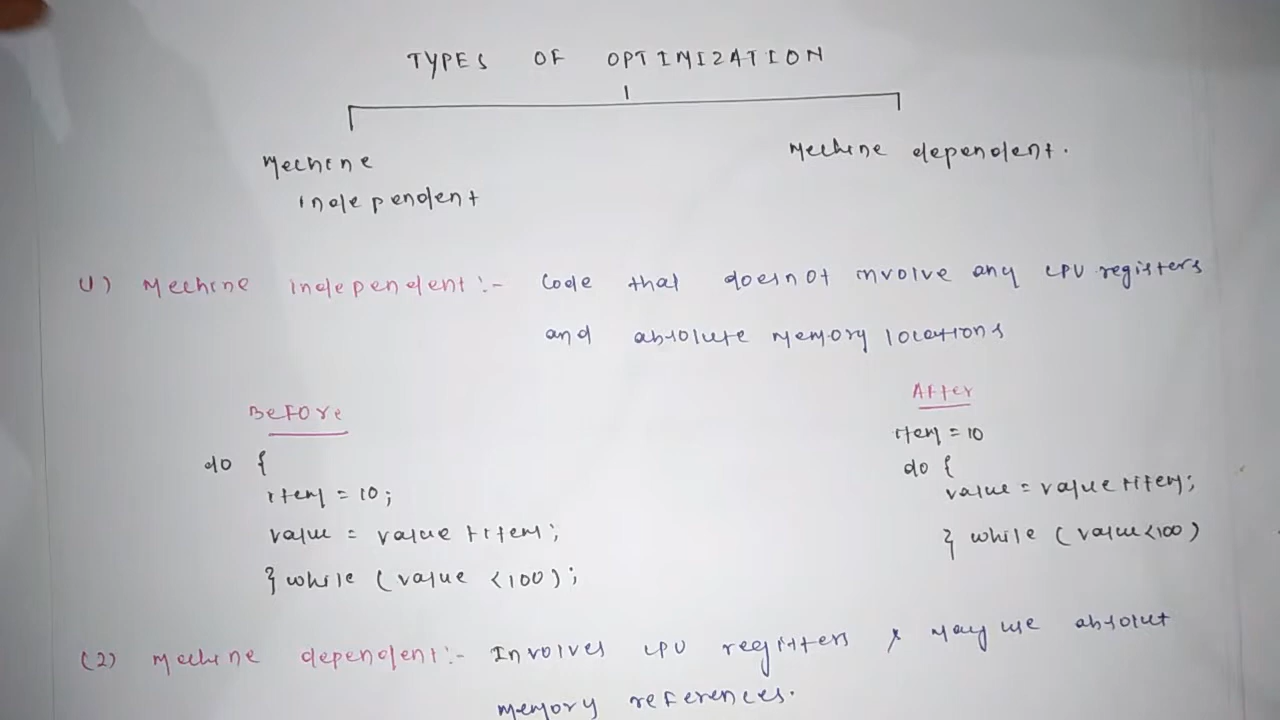 TYPES OF OPTIMIZATION
Mechine independent
Mechine dependent.
(1) Mechine independent :- Code that doesnot involve any CPU registers
and absolute memory locations
Before
do {
item = 10;
value = value + item;
} while (value < 100);
After
item = 10
do {
value = value + item;
} while (value < 100)
(2) Machine dependent :- Involves CPU registers & may use absolut
memory references.